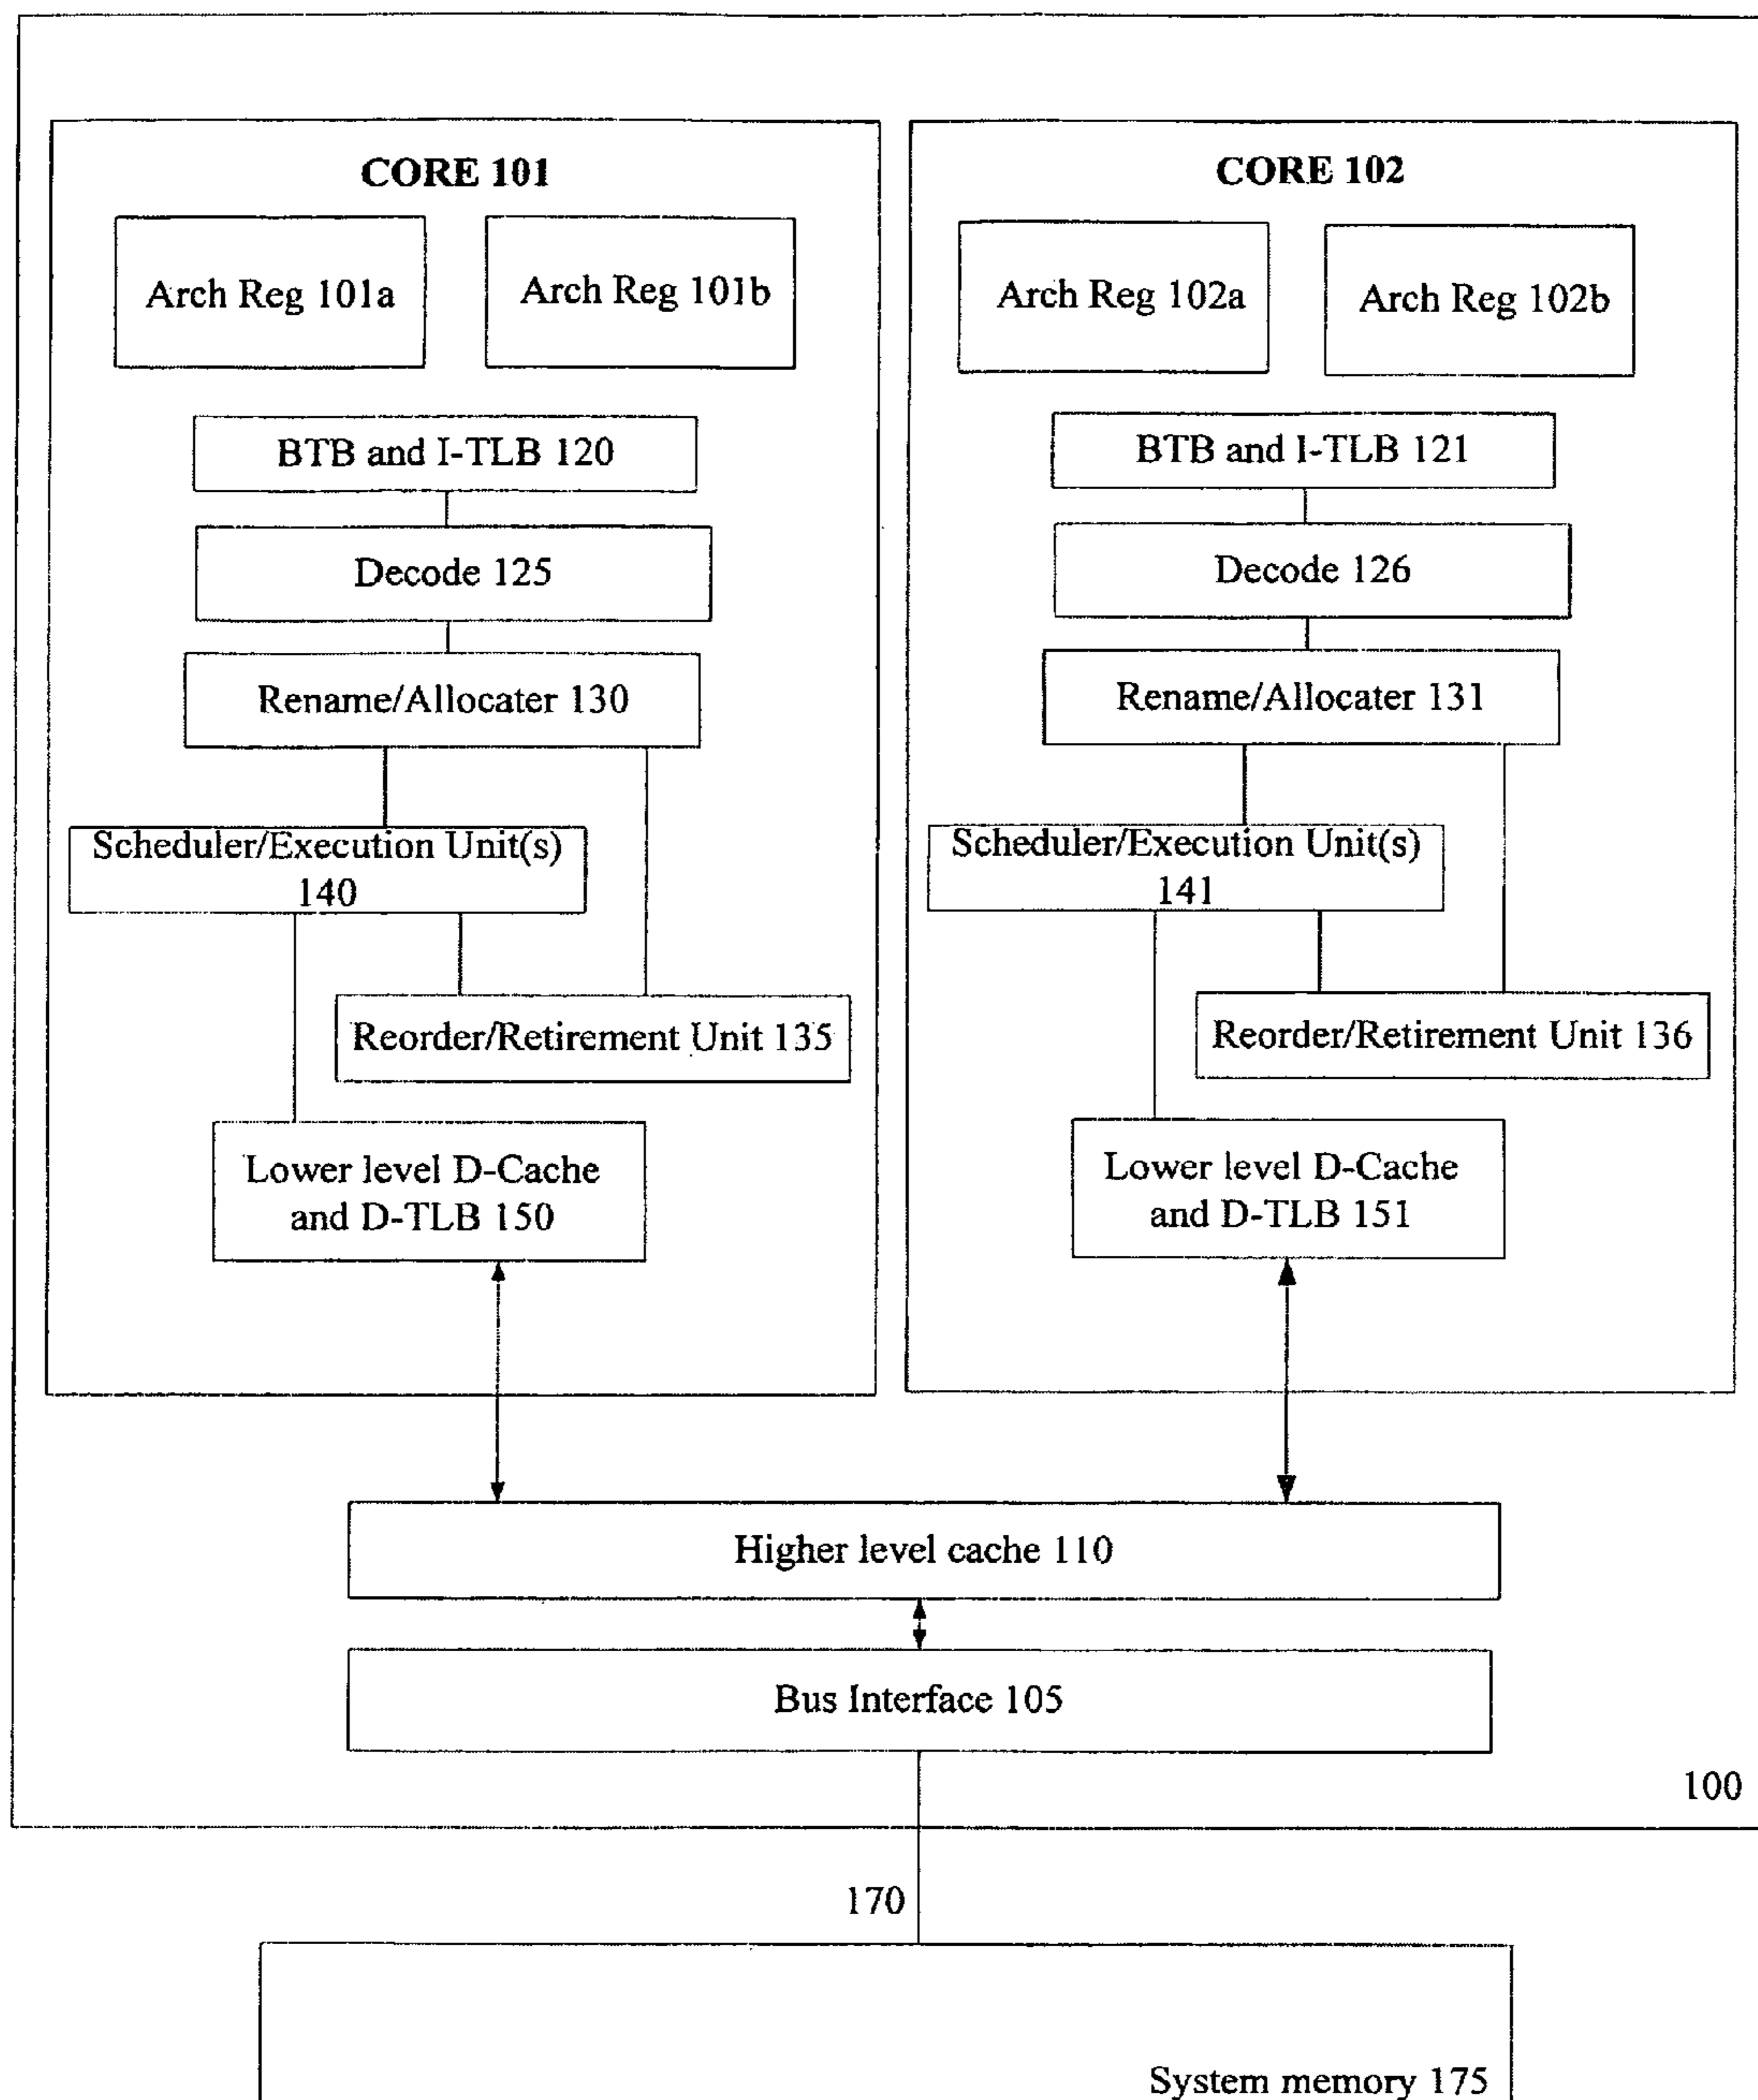 CORE 101
Arch Reg 101a
Arch Reg 101b
BTB and I-TLB 120
Decode 125
Rename/Allocater 130
Scheduler/Execution Unit(s)
140
Reorder/Retirement Unit 135
Lower level D-Cache
and D-TLB 150
CORE 102
Arch Reg 102a
Arch Reg 102b
BTB and I-TLB 121
Decode 126
Rename/Allocater 131
Scheduler/Execution Unit(s)
141
Reorder/Retirement Unit 136
Lower level D-Cache
and D-TLB 151
Higher level cache 110
Bus Interface 105
100
170
System memory 175